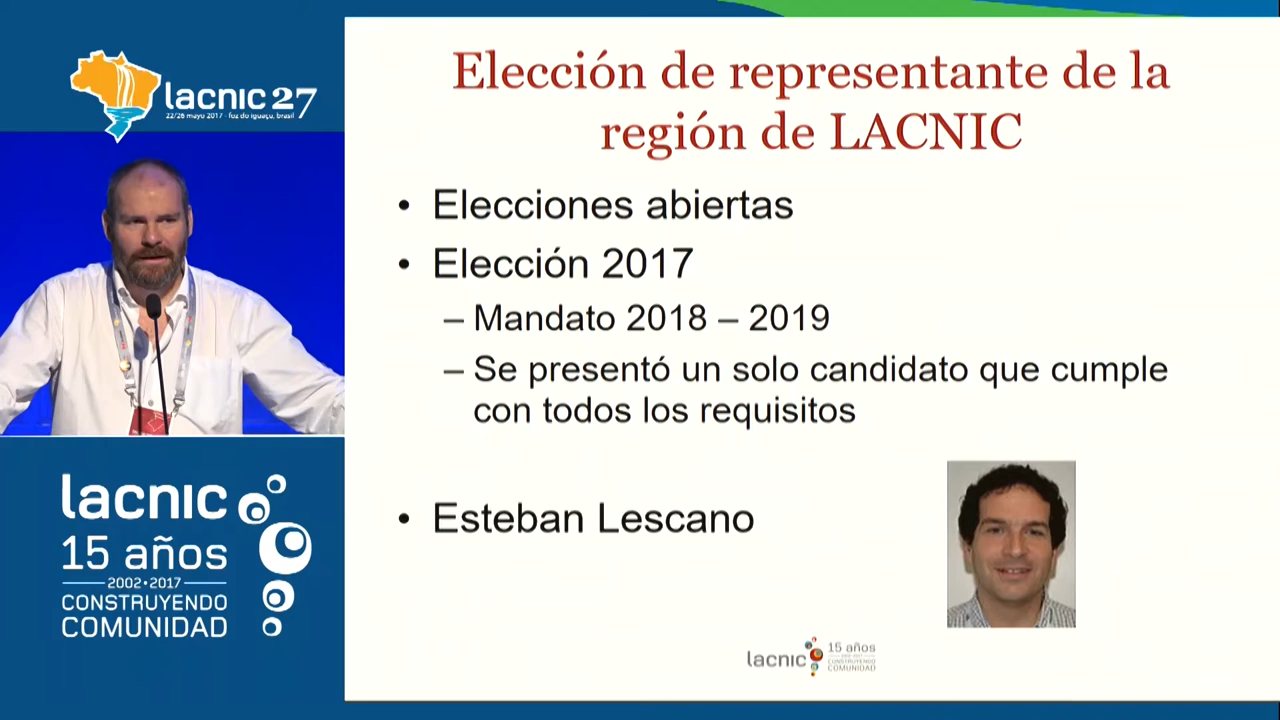 lacnic 27
22/26 mayo 2017 - foz do iguaçu, brasil
lacnic
15 años
2002•2017
CONSTRUYENDO
COMUNIDAD
Elección de representante de la
región de LACNIC
• Elecciones abiertas
• Elección 2017
– Mandato 2018 – 2019
– Se presentó un solo candidato que cumple
con todos los requisitos
• Esteban Lescano
lacnic
15 años
CONSTRUYENDO
COMUNIDAD